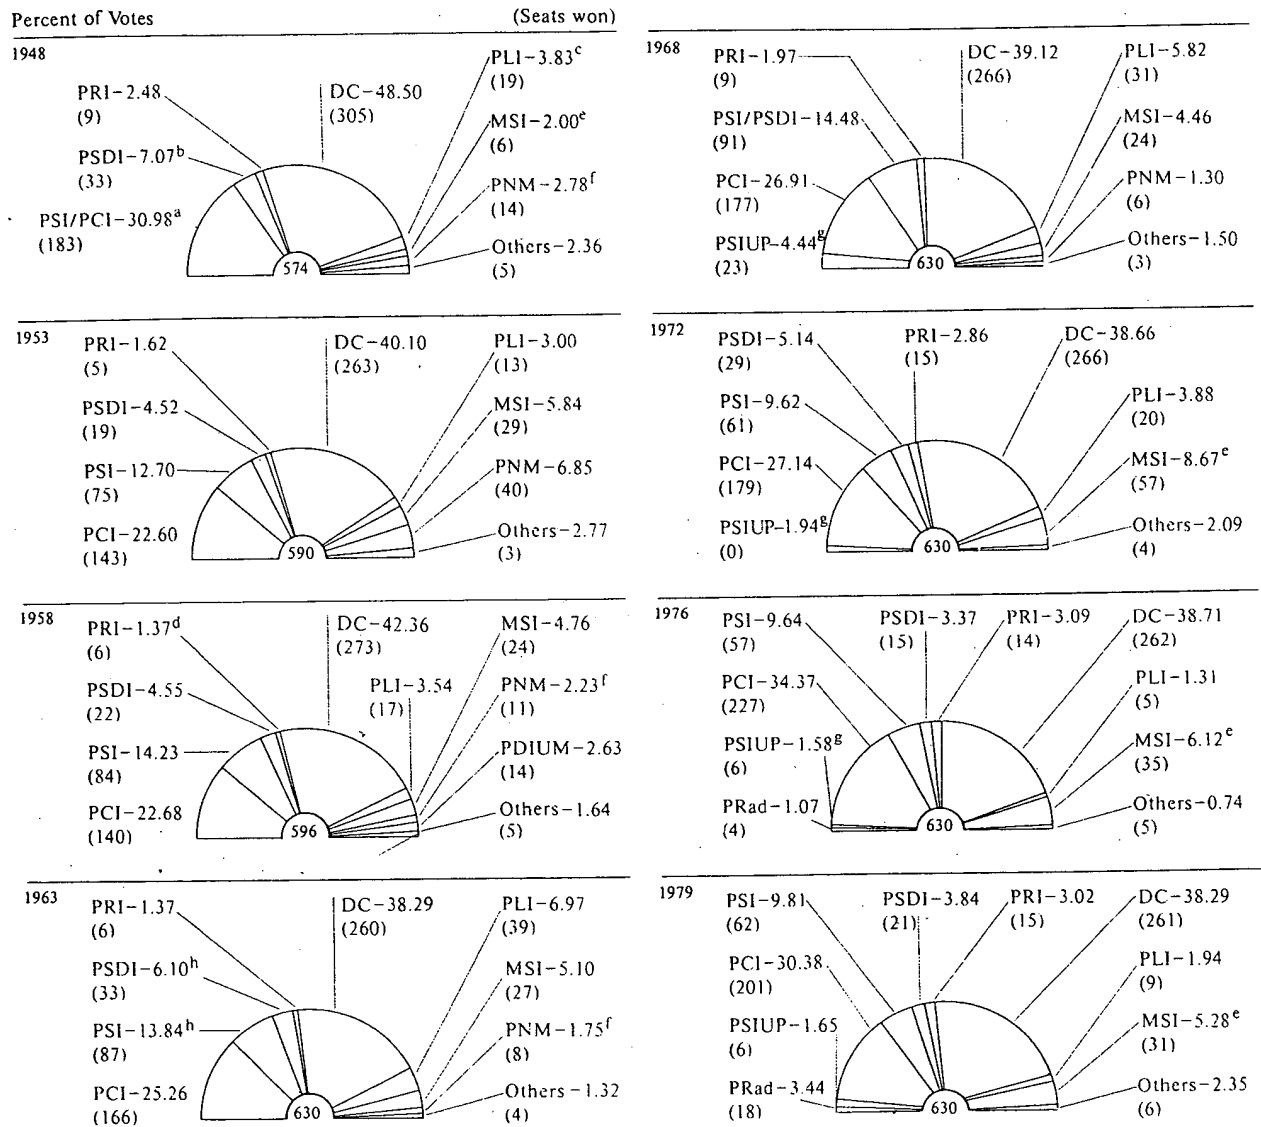 Percent of Votes (Seats won)
1948
PRI-2.48
(9)
PSDI-7.07b
(33)
PSI/PCI-30.98a
(183)
DC-48.50
(305)
PLI-3.83c
(19)
MSI-2.00e
(6)
PNM-2.78f
(14)
Others-2.36
(5)
574
1953
PRI-1.62
(5)
PSDI-4.52
(19)
PSI-12.70
(75)
PCI-22.60
(143)
DC-40.10
(263)
PLI-3.00
(13)
MSI-5.84
(29)
PNM-6.85
(40)
Others-2.77
(3)
590
1958
PRI-1.37d
(6)
PSDI-4.55
(22)
PSI-14.23
(84)
PCI-22.68
(140)
DC-42.36
(273)
PLI-3.54
(17)
MSI-4.76
(24)
PNM-2.23f
(11)
PDIUM-2.63
(14)
Others-1.64
(5)
596
1963
PRI-1.37
(6)
PSDI-6.10h
(33)
PSI-13.84h
(87)
PCI-25.26
(166)
DC-38.29
(260)
PLI-6.97
(39)
MSI-5.10
(27)
PNM-1.75f
(8)
Others-1.32
(4)
630
1968
PRI-1.97
(9)
PSI/PSDI-14.48
(91)
PCI-26.91
(177)
PSIUP-4.44g
(23)
DC-39.12
(266)
PLI-5.82
(31)
MSI-4.46
(24)
PNM-1.30
(6)
Others-1.50
(3)
630
1972
PSDI-5.14
(29)
PSI-9.62
(61)
PCI-27.14
(179)
PSIUP-1.94g
(0)
PRI-2.86
(15)
DC-38.66
(266)
PLI-3.88
(20)
MSI-8.67e
(57)
Others-2.09
(4)
630
1976
PSI-9.64
(57)
PCI-34.37
(227)
PSIUP-1.58g
(6)
PRad-1.07
(4)
PSDI-3.37
(15)
PRI-3.09
(14)
DC-38.71
(262)
PLI-1.31
(5)
MSI-6.12e
(35)
Others-0.74
(5)
630
1979
PSI-9.81
(62)
PCI-30.38
(201)
PSIUP-1.65
(6)
PRad-3.44
(18)
PSDI-3.84
(21)
PRI-3.02
(15)
DC-38.29
(261)
PLI-1.94
(9)
MSI-5.28e
(31)
Others-2.35
(6)
630